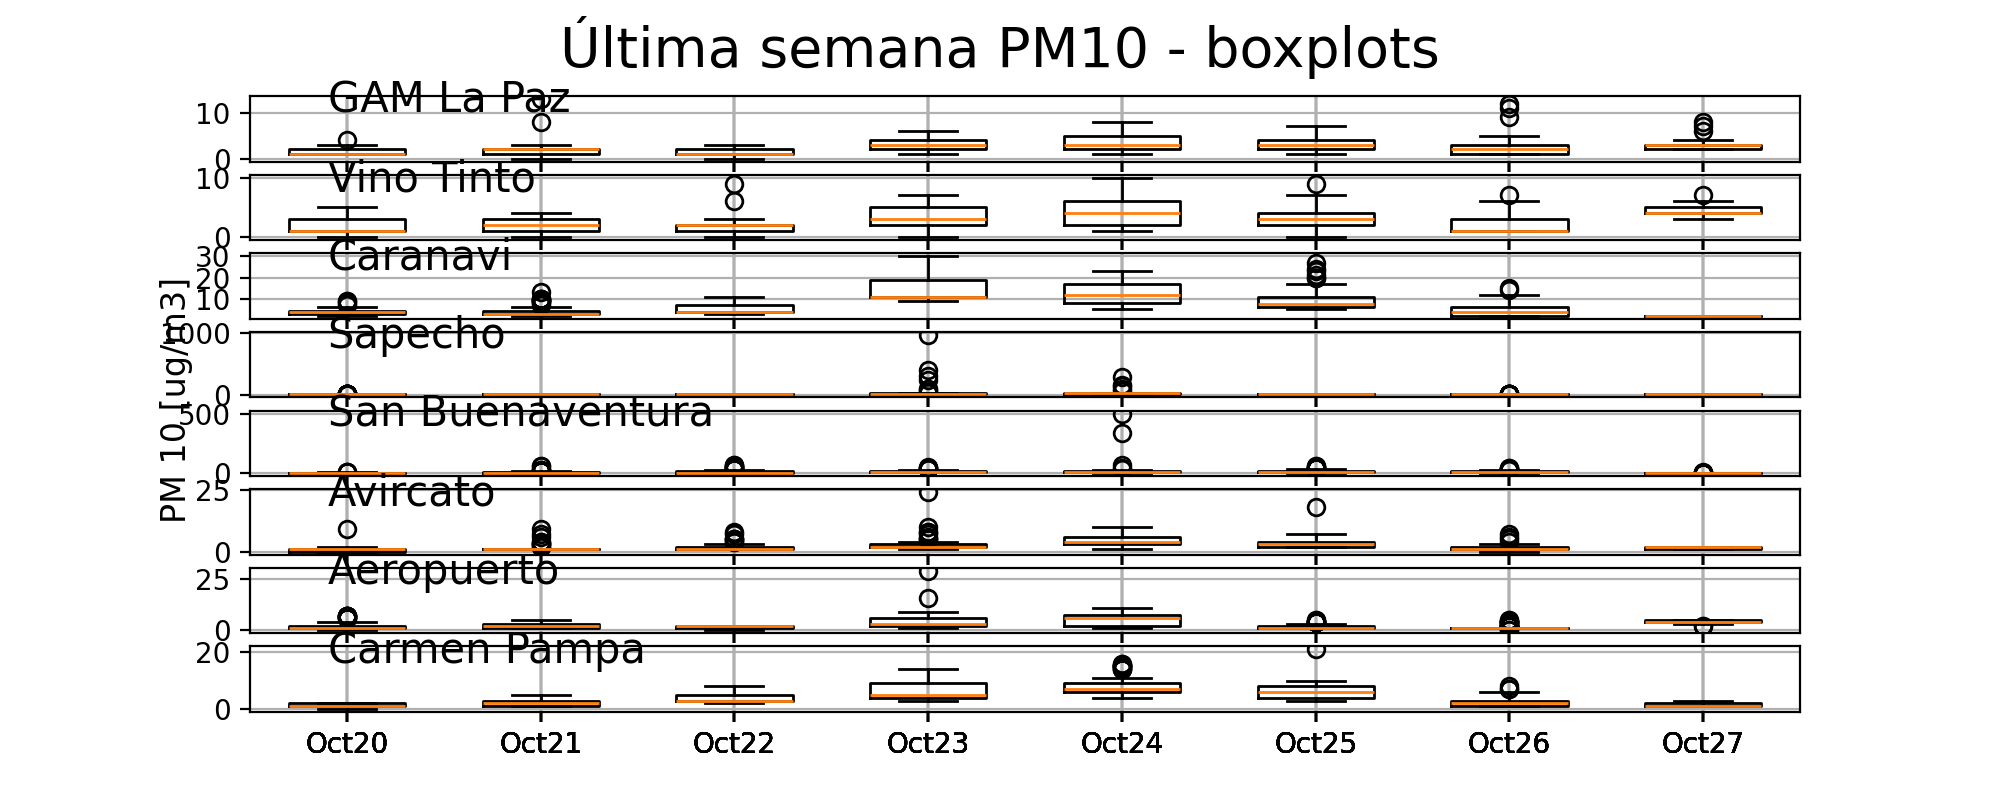 Última semana PM10 - boxplots
GAM La Paz
10
0
Vino Tinto
10
0
Caranavi
30
20
10
Sapecho
1000
0
San Buenaventura
500
0
Avircato
25
0
Aeropuerto
25
0
Carmen Pampa
20
0
PM 10 [ug/m3]
Oct20 Oct21 Oct22 Oct23 Oct24 Oct25 Oct26 Oct27